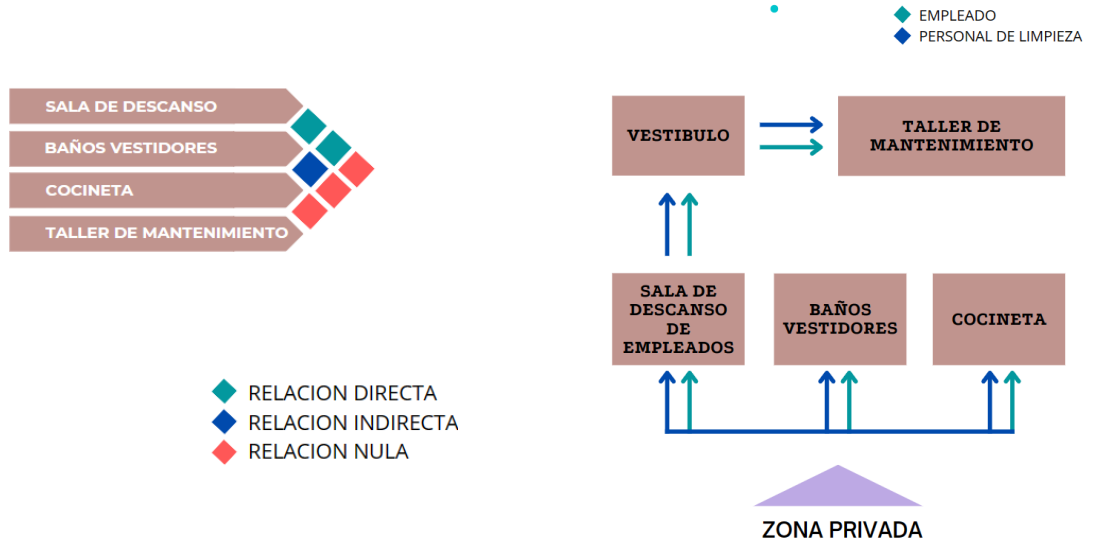 EMPLEADO
PERSONAL DE LIMPIEZA
SALA DE DESCANSO
BAÑOS VESTIDORES
COCINETA
TALLER DE MANTENIMIENTO
RELACION DIRECTA
RELACION INDIRECTA
RELACION NULA
VESTIBULO
TALLER DE
MANTENIMIENTO
SALA DE
DESCANSO
DE
EMPLEADOS
BAÑOS
VESTIDORES
COCINETA
ZONA PRIVADA